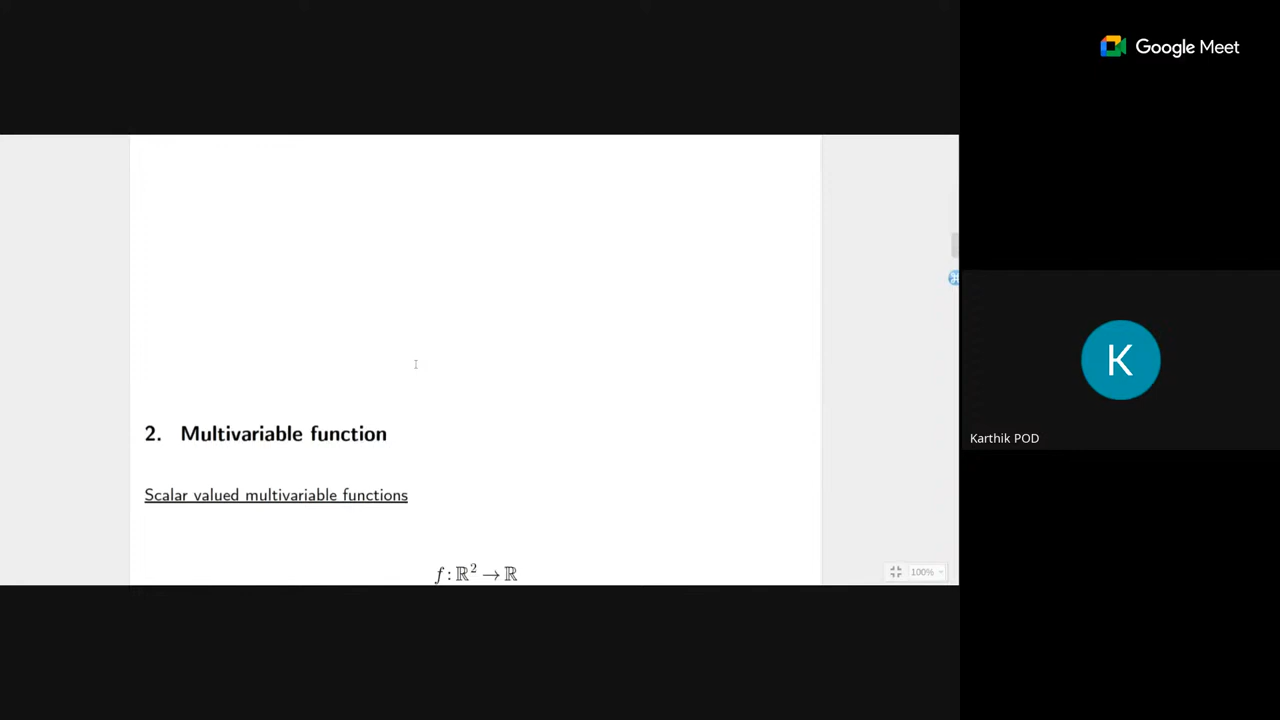 Google Meet
2. Multivariable function
Scalar valued multivariable functions
f : ℝ² → ℝ
100%
K
Karthik POD